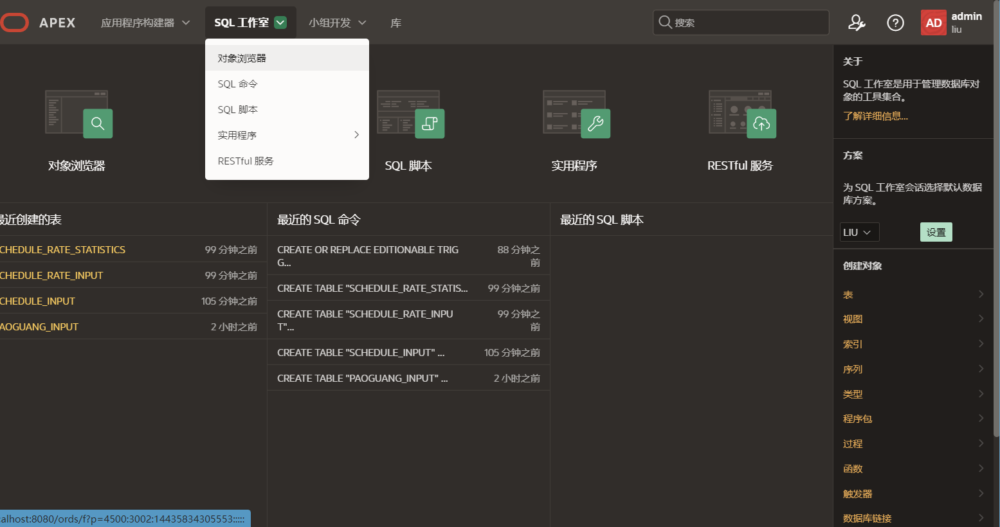 APEX
应用程序构建器
SQL 工作室
小组开发
库
搜索
AD
admin
liu
对象浏览器
SQL 命令
SQL 脚本
实用程序
RESTful 服务
对象浏览器
SQL 脚本
实用程序
RESTful 服务
最近创建的表
CHEDULE_RATE_STATISTICS 99 分钟之前
CHEDULE_RATE_INPUT 99 分钟之前
CHEDULE_INPUT 105 分钟之前
AOGUANG_INPUT 2 小时之前
最近的 SQL 命令
CREATE OR REPLACE EDITIONABLE TRIG 88 分钟之
G... 前
CREATE TABLE "SCHEDULE_RATE_STATIS... 99 分钟之前
CREATE TABLE "SCHEDULE_RATE_INPU 99 分钟之
T"... 前
CREATE TABLE "SCHEDULE_INPUT" ... 105 分钟之前
CREATE TABLE "PAOGUANG_INPUT" ... 2 小时之前
最近的 SQL 脚本
关于
SQL 工作室是用于管理数据库对
象的工具集合。
了解详细信息...
方案
为 SQL 工作室会话选择默认数据
库方案。
LIU
设置
创建对象
表
视图
索引
序列
类型
程序包
过程
函数
触发器
数据库链接
alhost:8080/ords/f?p=4500:3002:14435834305553:::::